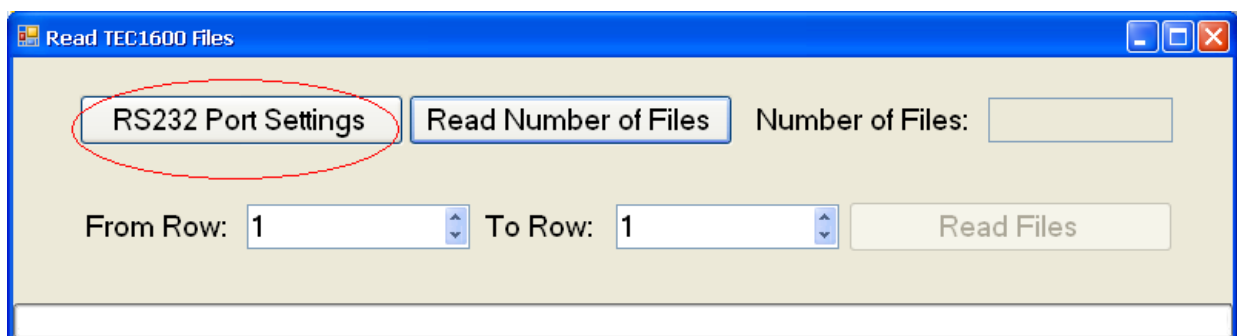 Read TEC1600 Files
RS232 Port Settings Read Number of Files Number of Files:
From Row: 1 To Row: 1 Read Files